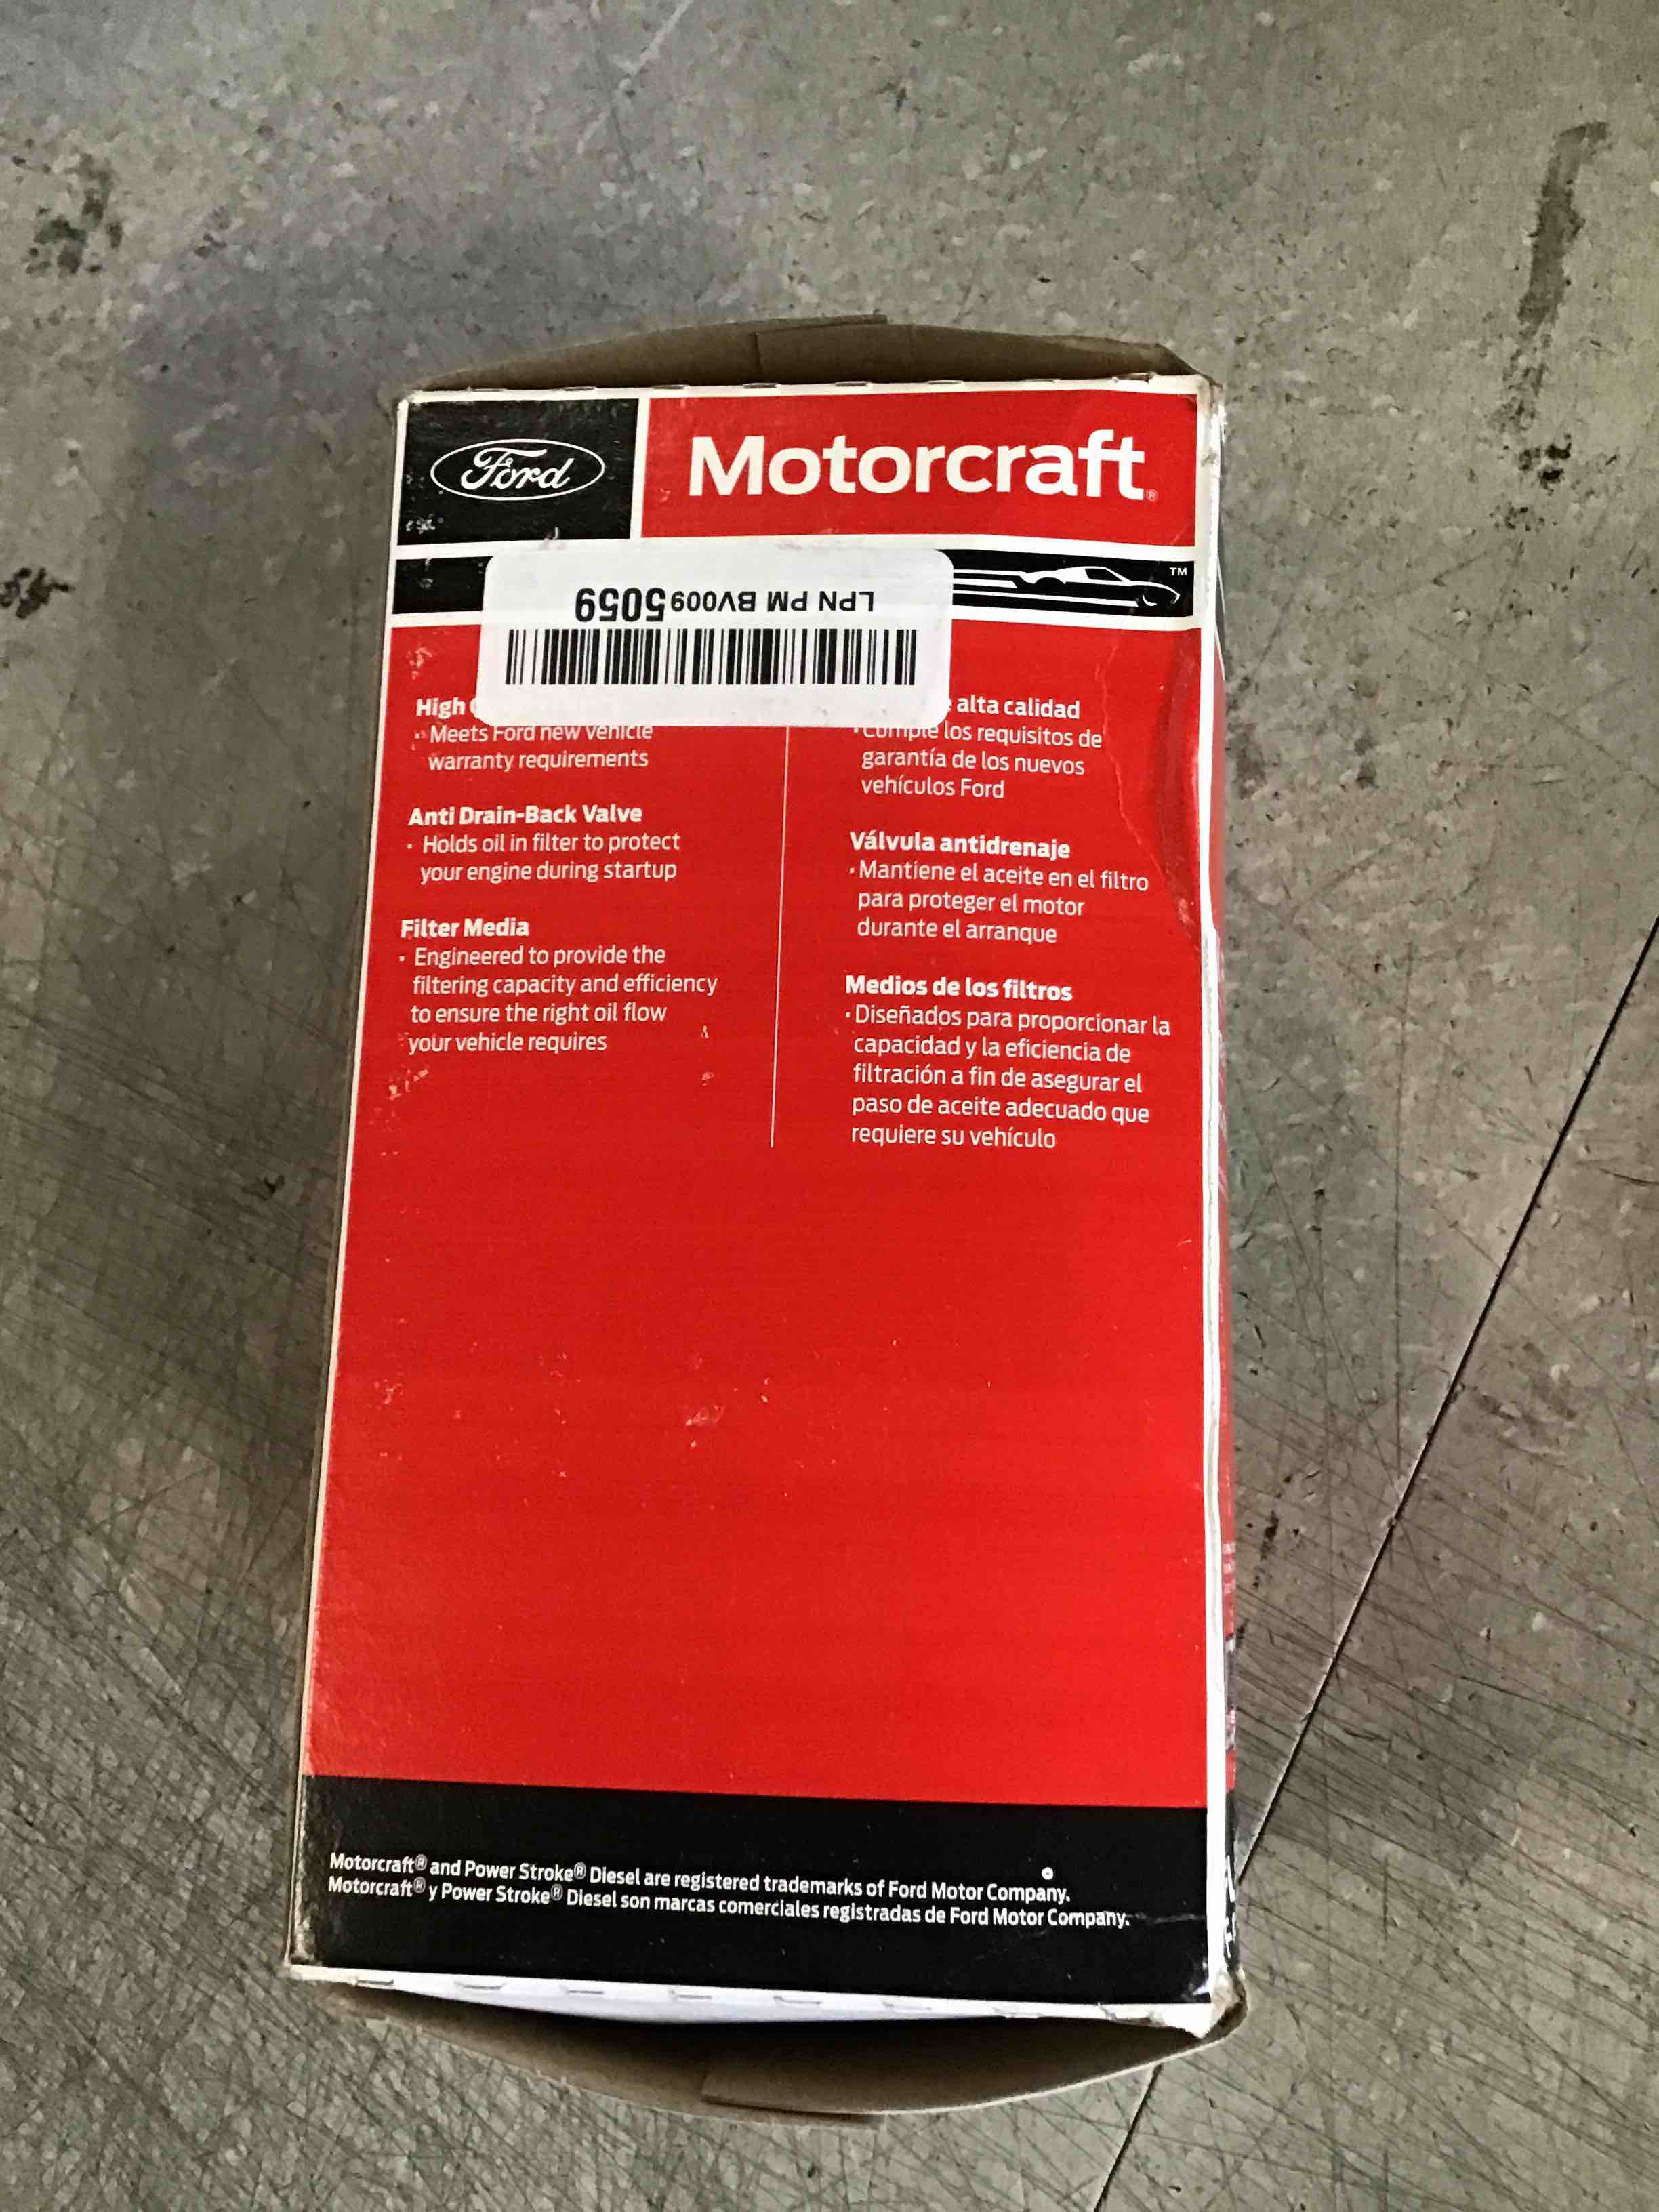 Ford
Motorcraft®
TM
LPN PM BV0095059
High
• Meets Ford new vehicle
warranty requirements
Anti Drain-Back Valve
• Holds oil in filter to protect
your engine during startup
Filter Media
• Engineered to provide the
filtering capacity and efficiency
to ensure the right oil flow
your vehicle requires
alta calidad
• Cumple los requisitos de
garantía de los nuevos
vehículos Ford
Válvula antidrenaje
• Mantiene el aceite en el filtro
para proteger el motor
durante el arranque
Medios de los filtros
• Diseñados para proporcionar la
capacidad y la eficiencia de
filtración a fin de asegurar el
paso de aceite adecuado que
requiere su vehículo
Motorcraft® and Power Stroke® Diesel are registered trademarks of Ford Motor Company.
Motorcraft® y Power Stroke® Diesel son marcas comerciales registradas de Ford Motor Company.